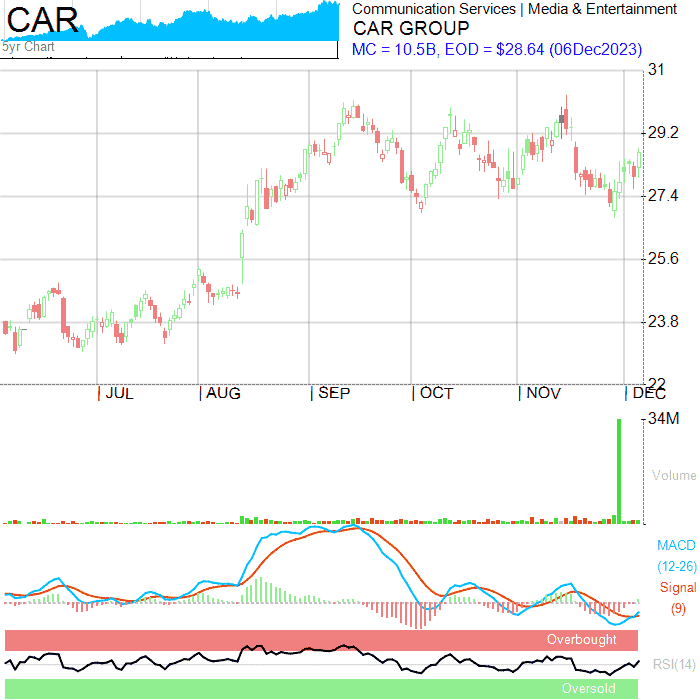 CAR
Communication Services | Media & Entertainment
CAR GROUP
5yr Chart
MC = 10.5B, EOD = $28.64 (06Dec2023)
31
29.2
27.4
25.6
23.8
22
JUL
AUG
SEP
OCT
NOV
DEC
34M
Volume
MACD
(12-26)
Signal
(9)
Overbought
RSI(14)
Oversold